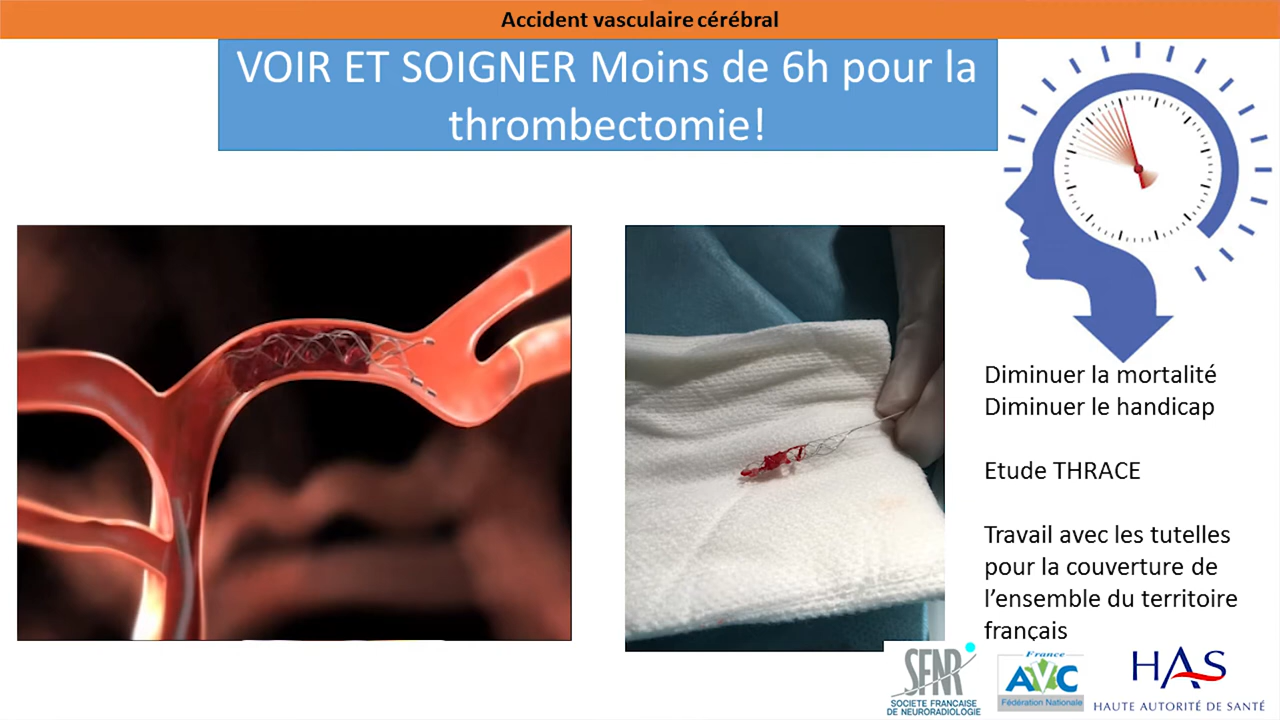 Accident vasculaire cérébral
VOIR ET SOIGNER Moins de 6h pour la
thrombectomie!
Diminuer la mortalité
Diminuer le handicap
Etude THRACE
Travail avec les tutelles
pour la couverture de
l’ensemble du territoire
français
SFNR
SOCIETE FRANÇAISE
DE NEURORADIOLOGIE
France
AVC
Fédération Nationale
HAS
HAUTE AUTORITÉ DE SANTÉ